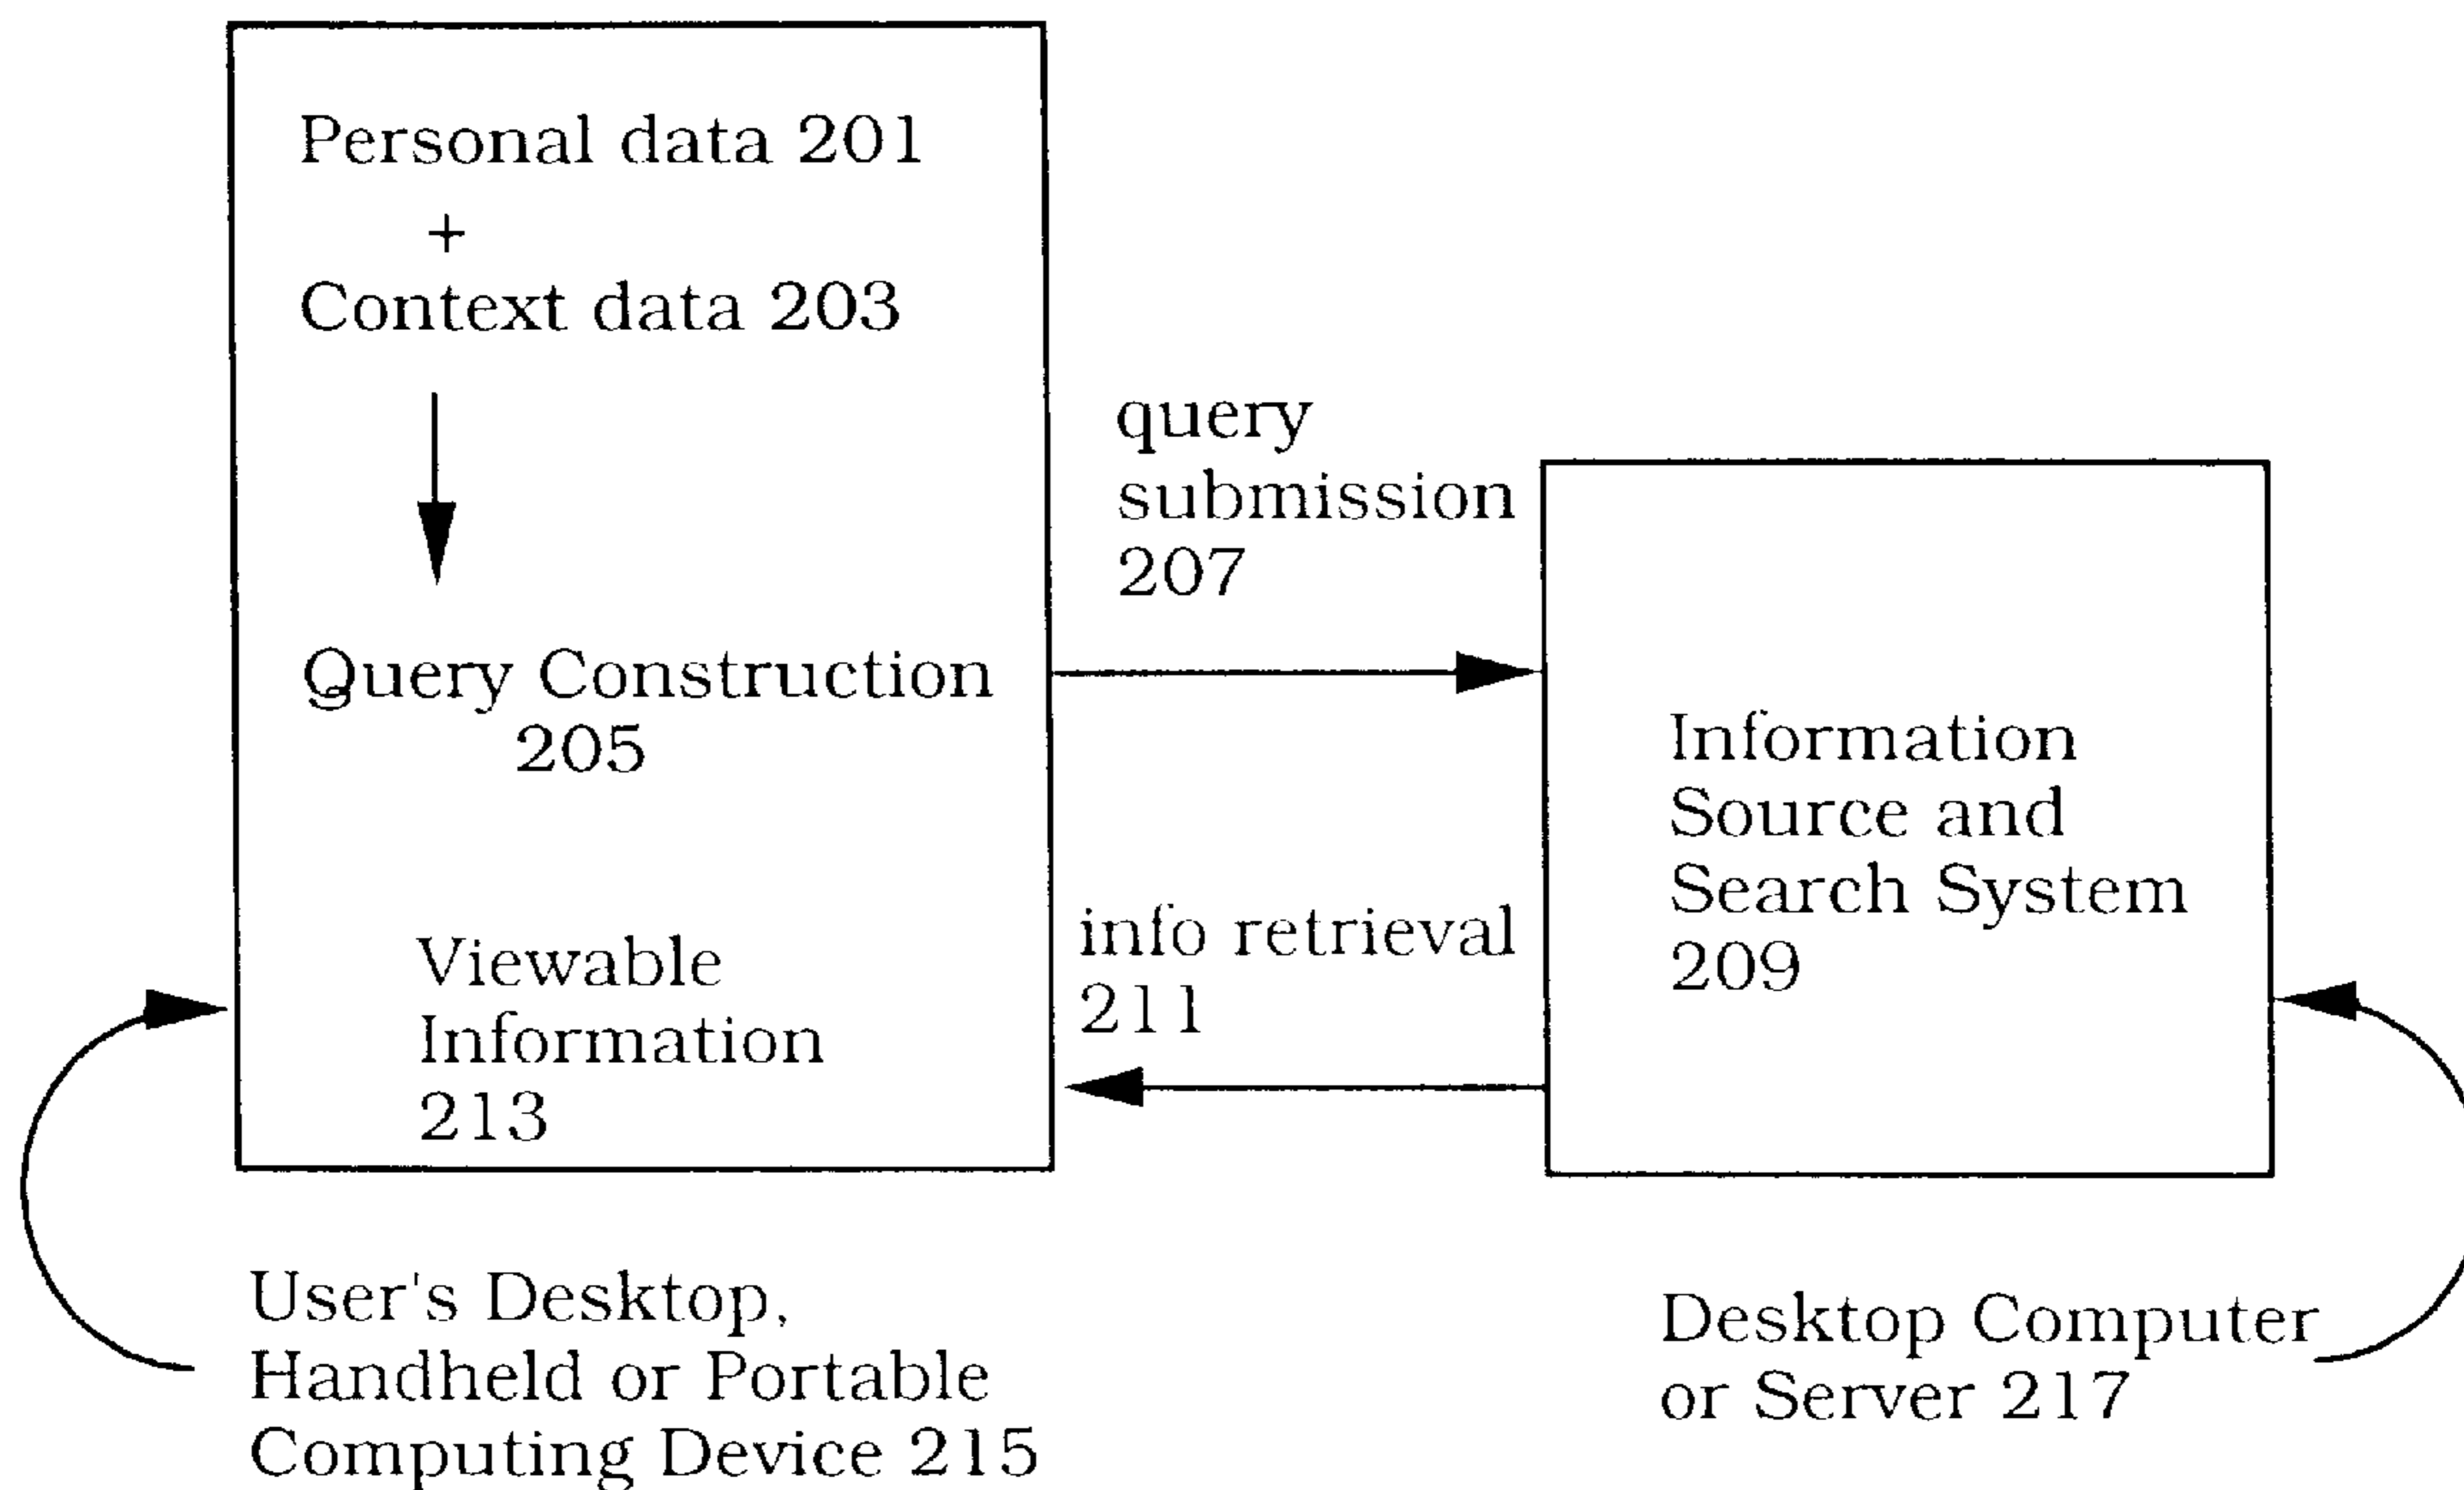 Personal data 201
+
Context data 203
Query Construction
205
Viewable
Information
213
query
submission
207
info retrieval
211
Information
Source and
Search System
209
User's Desktop,
Handheld or Portable
Computing Device 215
Desktop Computer
or Server 217